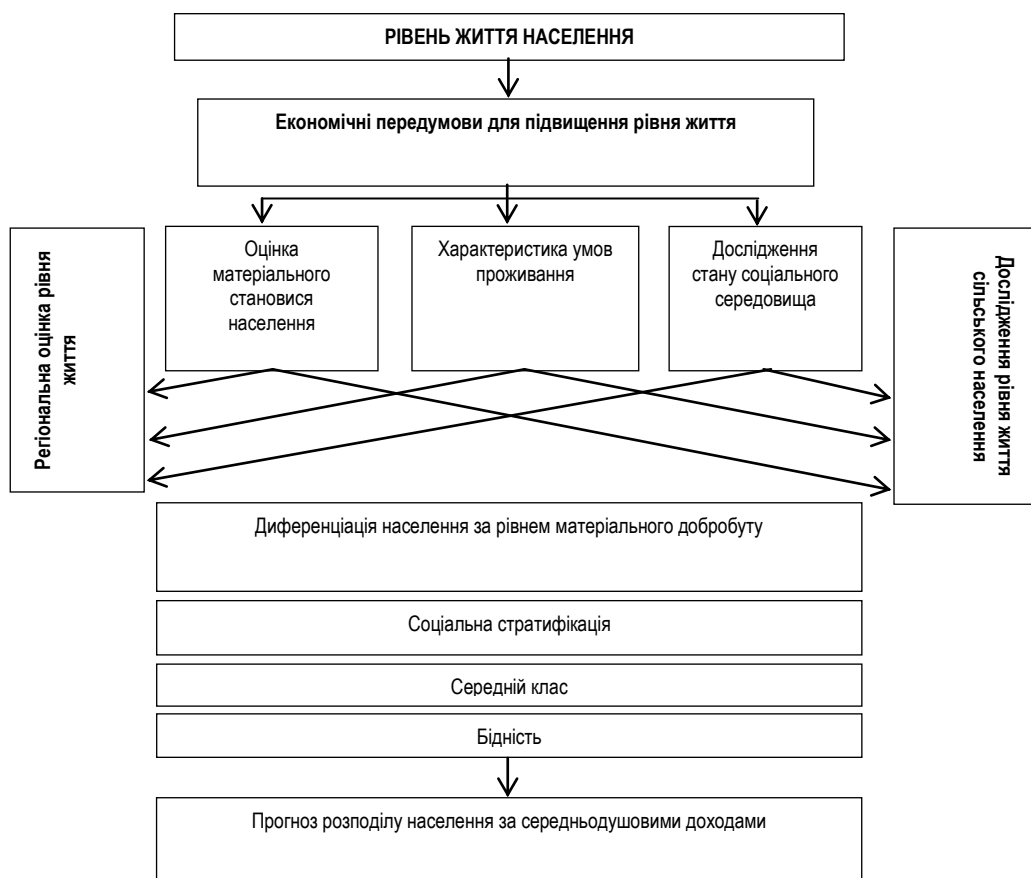 РІВЕНЬ ЖИТТЯ НАСЕЛЕННЯ
Економічні передумови для підвищення рівня життя
Регіональна оцінка рівня
життя
Оцінка
матеріального
становися
населення
Характеристика умов
проживання
Дослідження
стану соціального
середовища
Дослідження рівня життя
сільського населення
Диференціація населення за рівнем матеріального добробуту
Соціальна стратифікація
Середній клас
Бідність
Прогноз розподілу населення за середньодушовими доходами